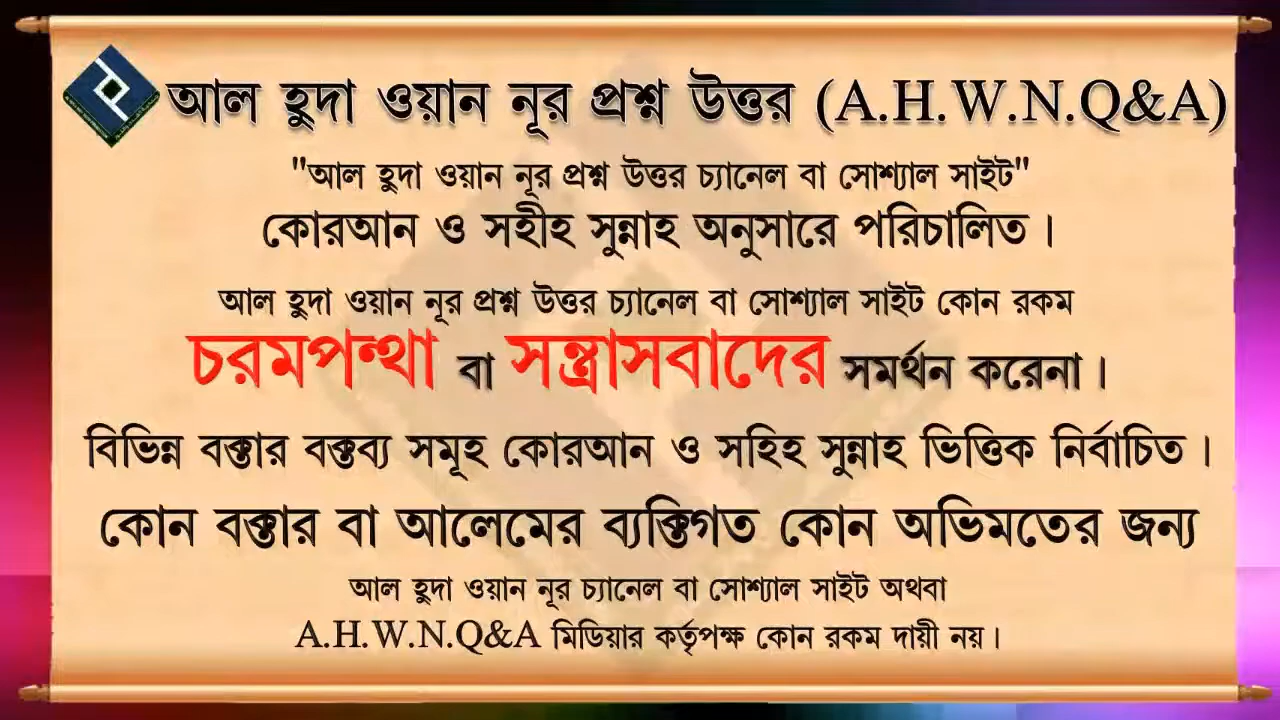 আল হুদা ওয়ান নূর প্রশ্ন উত্তর (A.H.W.N.Q&A)
"আল হুদা ওয়ান নূর প্রশ্ন উত্তর চ্যানেল বা সোশ্যাল সাইট"
কোরআন ও সহীহ সুন্নাহ অনুসারে পরিচালিত।
আল হুদা ওয়ান নূর প্রশ্ন উত্তর চ্যানেল বা সোশ্যাল সাইট কোন রকম
চরমপন্থা বা সন্ত্রাসবাদের সমর্থন করেনা।
বিভিন্ন বক্তার বক্তব্য সমূহ কোরআন ও সহিহ সুন্নাহ ভিত্তিক নির্বাচিত।
কোন বক্তার বা আলেমের ব্যক্তিগত কোন অভিমতের জন্য
আল হুদা ওয়ান নূর চ্যানেল বা সোশ্যাল সাইট অথবা
A.H.W.N.Q&A মিডিয়ার কর্তৃপক্ষ কোন রকম দায়ী নয়।